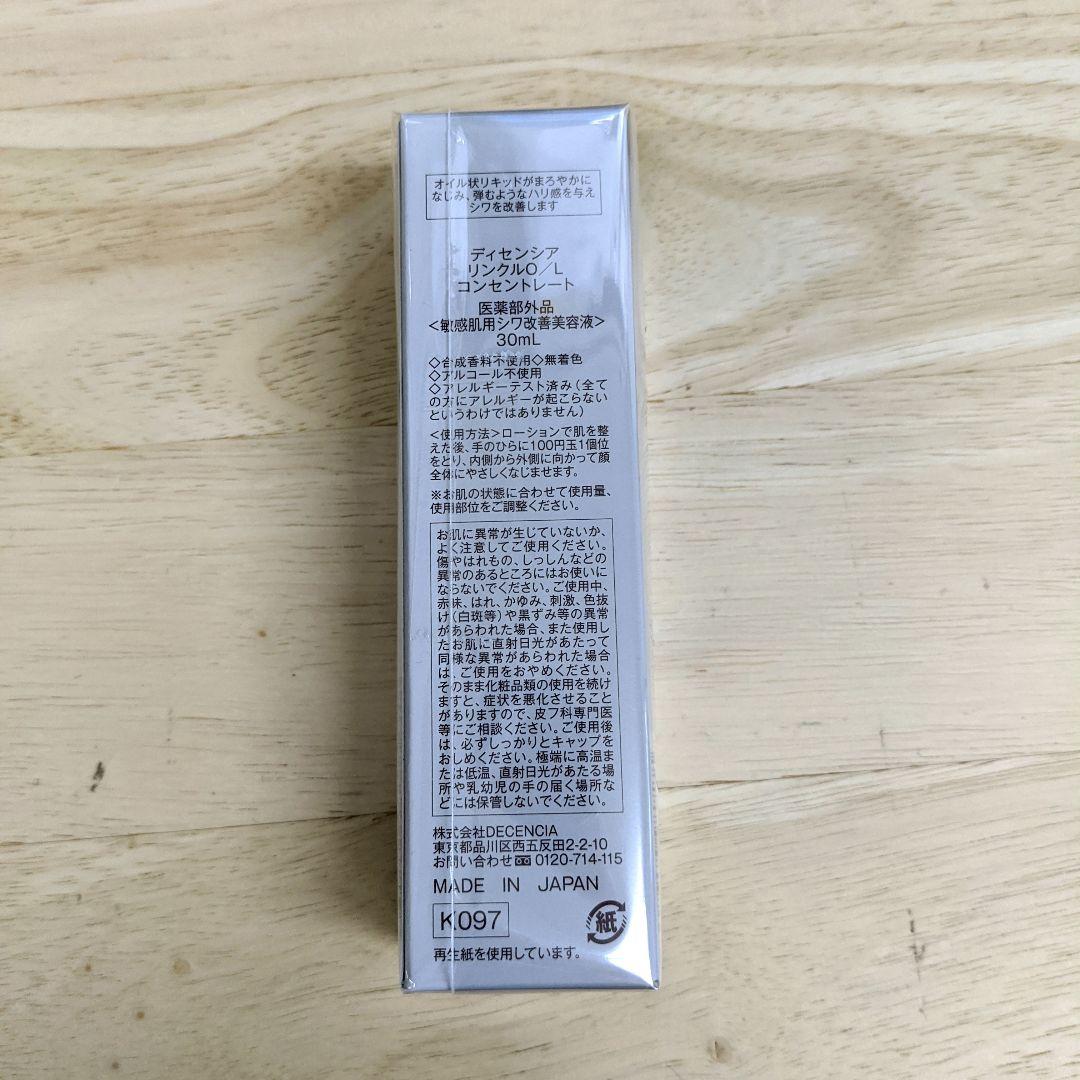 オイル状リキッドがまろやかに
なじみ、弾むようなハリ感を与え
シワを改善します
ディセンシア
リンクルO／L
コンセントレート
医薬部外品
＜敏感肌用シワ改善美容液＞
30mL
◇合成香料不使用◇無着色
◇アルコール不使用
◇アレルギーテスト済み（全て
の方にアレルギーが起こらない
というわけではありません）
＜使用方法＞ローションで肌を整
えた後、手のひらに100円玉1個位
をとり、内側から外側に向かって顔
全体にやさしくなじませます。
※お肌の状態に合わせて使用量、
使用部位をご調整ください。
お肌に異常が生じていないか、
よく注意してご使用ください。
傷やはれもの、しっしんなどの
異常のあるところにはお使いに
ならないでください。ご使用中、
赤味、はれ、かゆみ、刺激、色抜
け（白斑等）や黒ずみ等の異常
があらわれた場合、また使用し
たお肌に直射日光があたって
同様な異常があらわれた場合
は、ご使用をおやめください。
そのまま化粧品類の使用を続け
ますと、症状を悪化させること
がありますので、皮フ科専門医
等にご相談ください。ご使用後
は、必ずしっかりとキャップを
おしめください。極端に高温ま
たは低温、直射日光があたる場
所や乳幼児の手の届く場所な
どには保管しないでください。
株式会社DECENCIA
東京都品川区西五反田2-2-10
お問い合わせ 0120-714-115
MADE IN JAPAN
K097
紙
再生紙を使用しています。